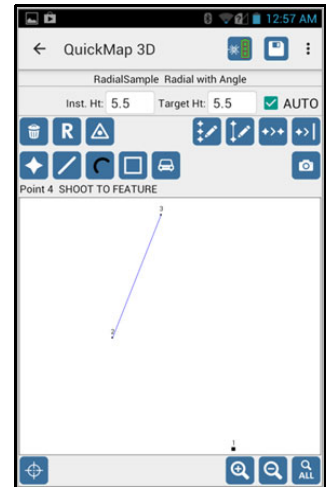 12:57 AM
QuickMap 3D
RadialSample Radial with Angle
Inst. Ht: 5.5 Target Ht: 5.5 AUTO
R
Point 4 SHOOT TO FEATURE
3
2
1
ALL